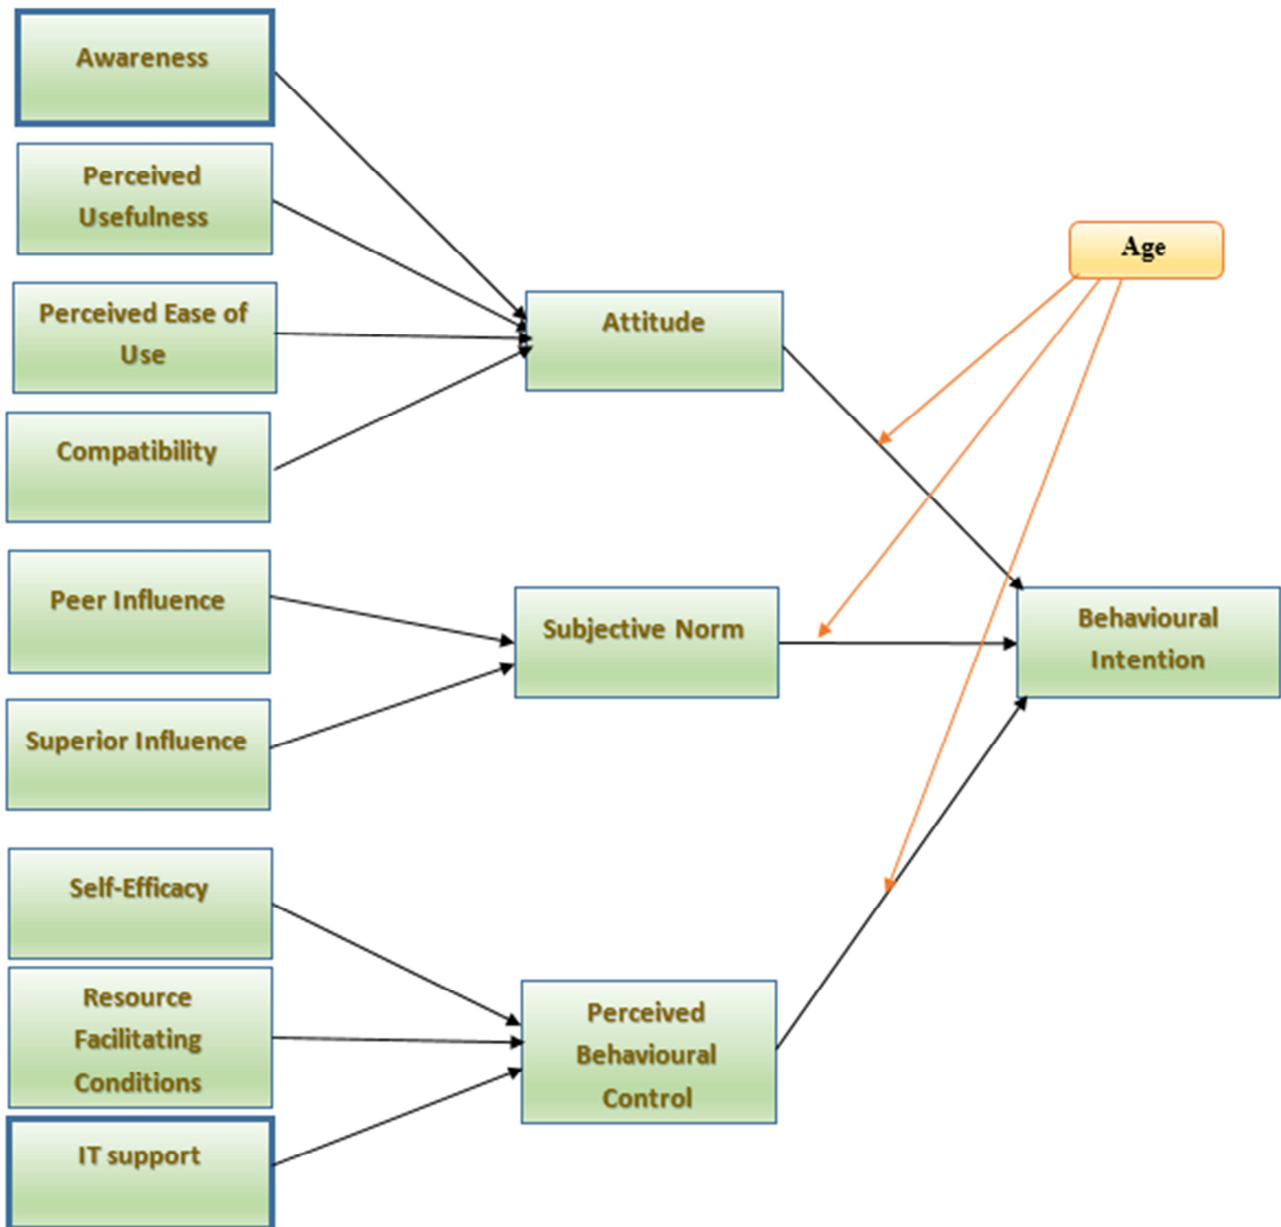 Awareness
Perceived
Usefulness
Perceived Ease of
Use
Compatibility
Peer Influence
Superior Influence
Self-Efficacy
Resource
Facilitating
Conditions
IT support
Attitude
Subjective Norm
Perceived
Behavioural
Control
Age
Behavioural
Intention